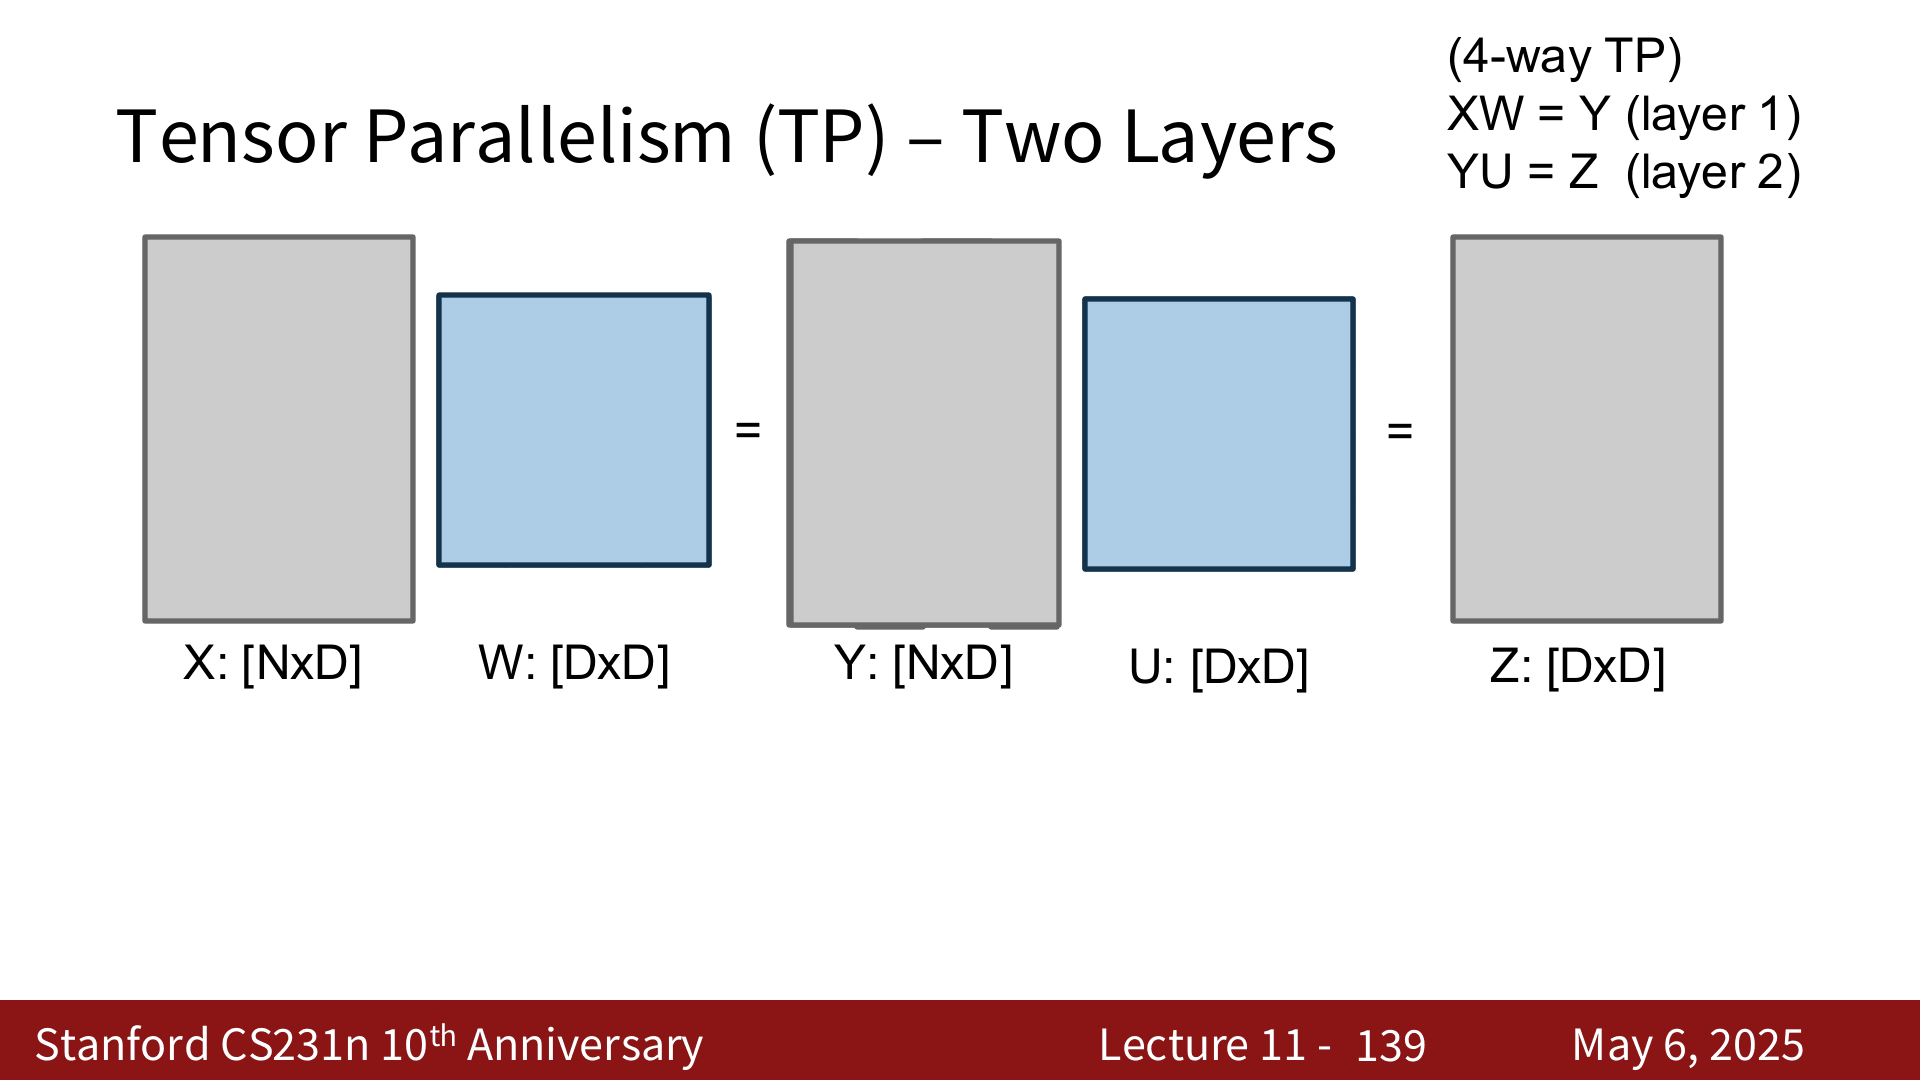 (4-way TP)
XW = Y (layer 1)
YU = Z (layer 2)
Tensor Parallelism (TP) – Two Layers
=
=
X: [NxD]
W: [DxD]
Y: [NxD]
U: [DxD]
Z: [DxD]
Stanford CS231n 10th Anniversary
Lecture 11 - 139
May 6, 2025